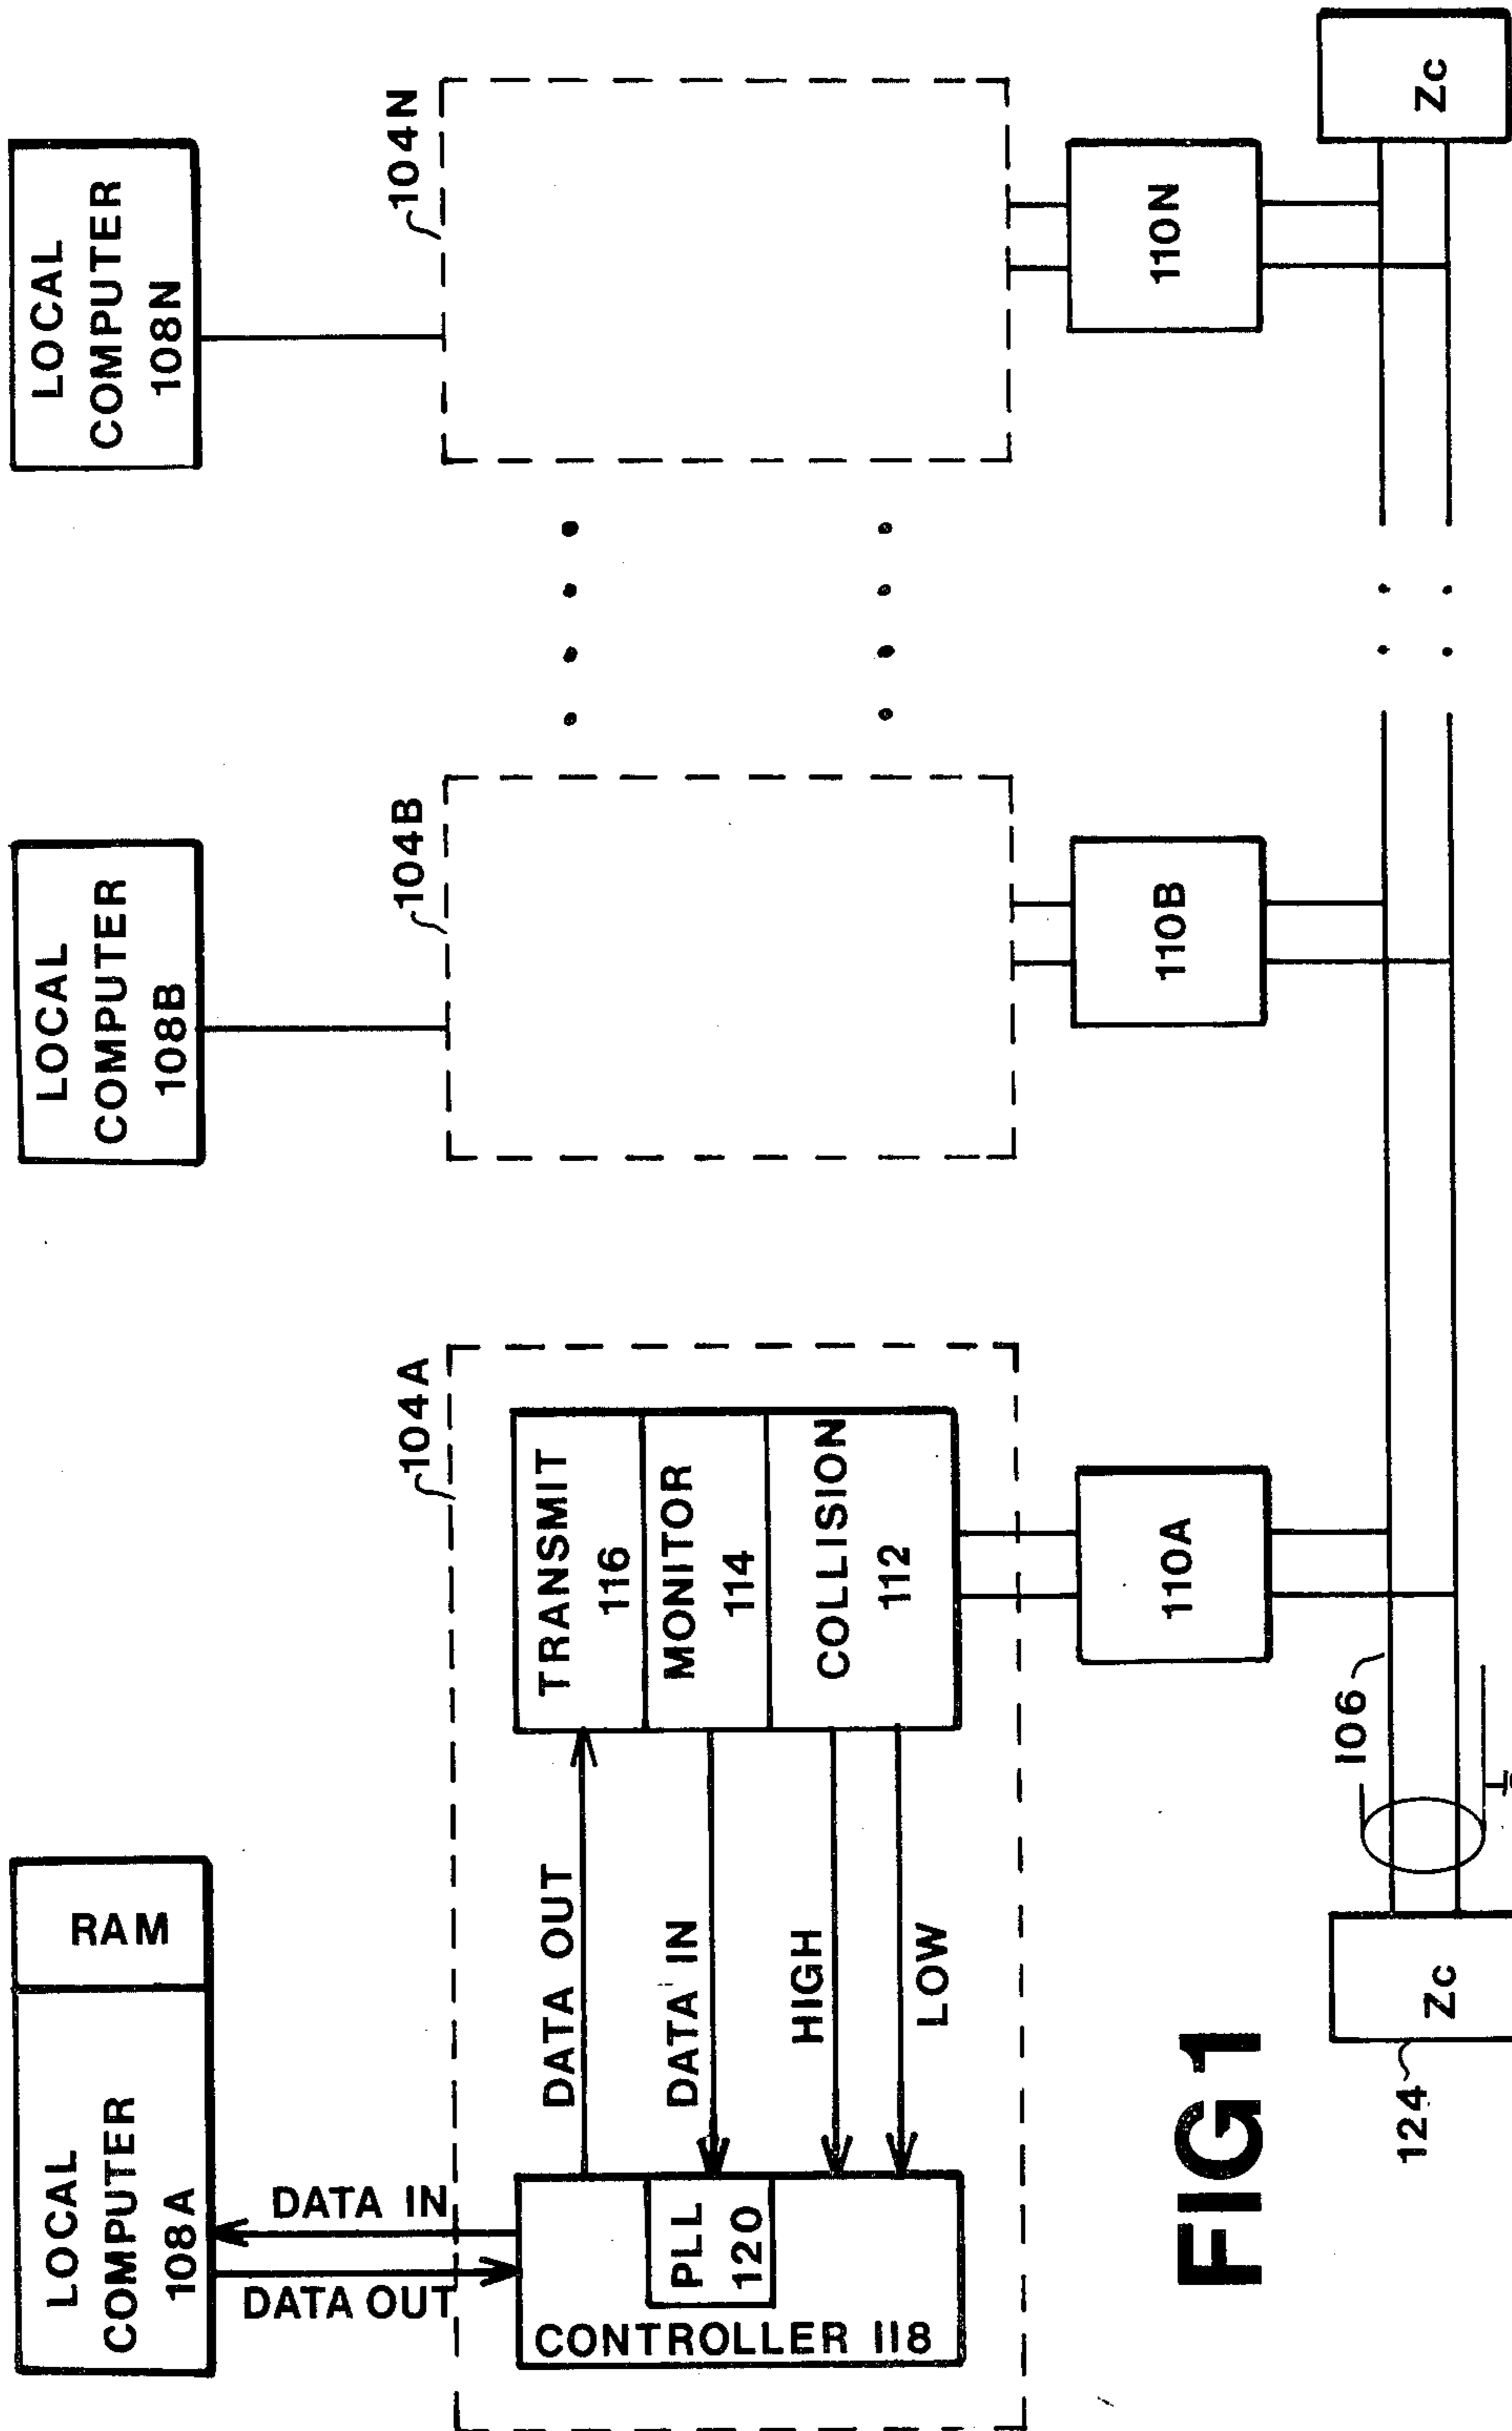 LOCAL
COMPUTER
108A
RAM
LOCAL
COMPUTER
108B
LOCAL
COMPUTER
108N
DATA IN
DATA OUT
104A
104B
104N
DATA OUT
DATA IN
HIGH
LOW
PLL
120
CONTROLLER 118
TRANSMIT
116
MONITOR
114
COLLISION
112
110A
110B
110N
106
Zc
124
Zc
FIG 1